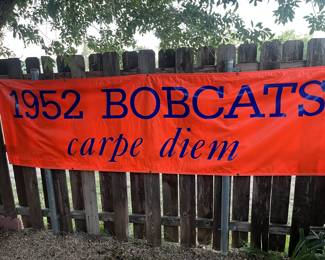 1952 BOBCATS
carpe diem